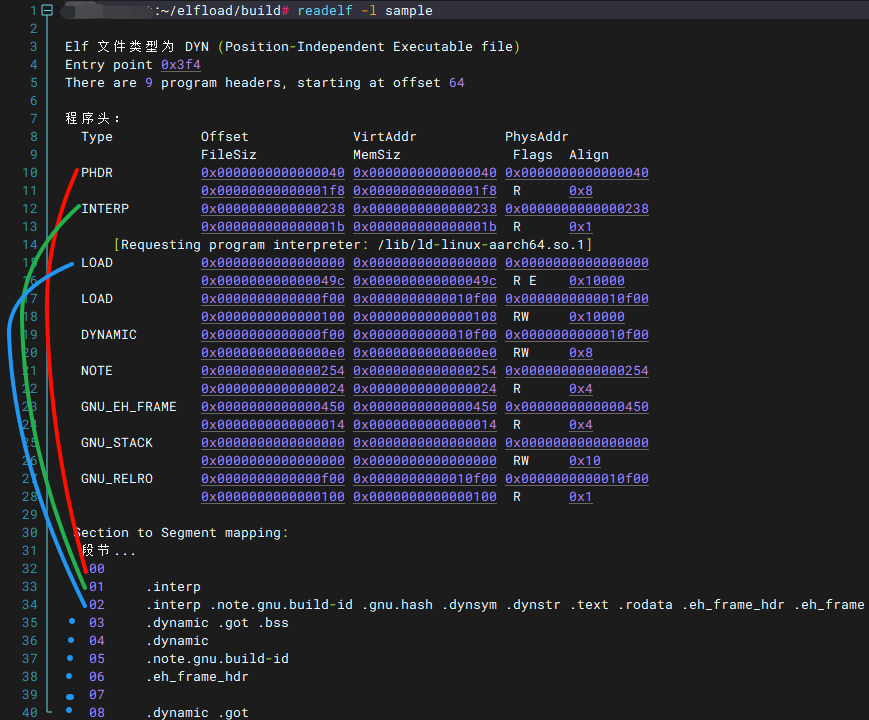 1 :~/elfload/build# readelf -l sample
2
3 Elf 文件类型为 DYN (Position-Independent Executable file)
4 Entry point 0x3f4
5 There are 9 program headers, starting at offset 64
6
7 程序头：
8 Type Offset VirtAddr PhysAddr
9 FileSiz MemSiz Flags Align
10 PHDR 0x0000000000000040 0x0000000000000040 0x0000000000000040
11 0x00000000000001f8 0x00000000000001f8 R 0x8
12 INTERP 0x0000000000000238 0x0000000000000238 0x0000000000000238
13 0x000000000000001b 0x000000000000001b R 0x1
14 [Requesting program interpreter: /lib/ld-linux-aarch64.so.1]
15 LOAD 0x0000000000000000 0x0000000000000000 0x0000000000000000
16 0x000000000000049c 0x000000000000049c R E 0x10000
17 LOAD 0x0000000000000f00 0x0000000000010f00 0x0000000000010f00
18 0x0000000000000100 0x0000000000000108 RW 0x10000
19 DYNAMIC 0x0000000000000f00 0x0000000000010f00 0x0000000000010f00
20 0x00000000000000e0 0x00000000000000e0 RW 0x8
21 NOTE 0x0000000000000254 0x0000000000000254 0x0000000000000254
22 0x0000000000000024 0x0000000000000024 R 0x4
23 GNU_EH_FRAME 0x0000000000000450 0x0000000000000450 0x0000000000000450
24 0x0000000000000014 0x0000000000000014 R 0x4
25 GNU_STACK 0x0000000000000000 0x0000000000000000 0x0000000000000000
26 0x0000000000000000 0x0000000000000000 RW 0x10
27 GNU_RELRO 0x0000000000000f00 0x0000000000010f00 0x0000000000010f00
28 0x0000000000000100 0x0000000000000100 R 0x1
29
30 Section to Segment mapping:
31 段节...
32 00
33 01 .interp
34 02 .interp .note.gnu.build-id .gnu.hash .dynsym .dynstr .text .rodata .eh_frame_hdr .eh_frame
35 03 .dynamic .got .bss
36 04 .dynamic
37 05 .note.gnu.build-id
38 06 .eh_frame_hdr
39 07
40 08 .dynamic .got